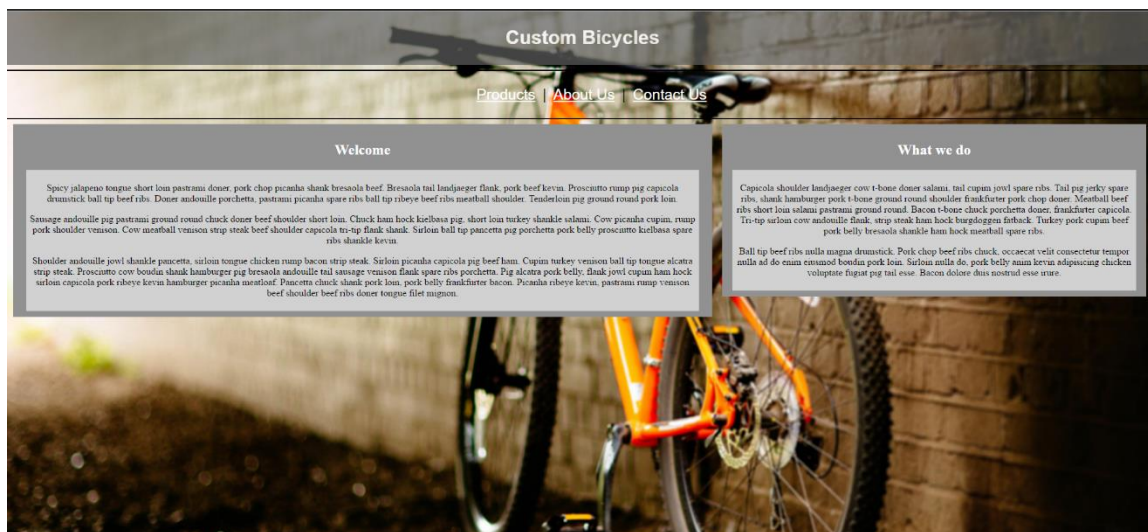 Custom Bicycles
Products | About Us | Contact Us
Welcome
Spicy jalapeno tongue short loin pastrami doner, pork chop picanha shank bresaola beef. Bresaola tail landjaeger flank, pork beef kevin. Prosciutto rump pig capicola
drumstick ball tip beef ribs. Doner andouille porchetta, pastrami picanha spare ribs ball tip ribeye beef ribs meatball shoulder. Tenderloin pig ground round pork loin.
Sausage andouille pig pastrami ground round chuck doner beef shoulder short loin. Chuck ham hock kielbasa pig, short loin turkey shankle salami. Cow picanha cupim, rump
pork shoulder venison. Cow meatball venison strip steak beef shoulder capicola tri-tip flank shank. Sirloin ball tip pancetta pig porchetta pork belly prosciutto kielbasa spare
ribs shankle kevin.
Shoulder andouille jowl shankle pancetta, sirloin tongue chicken rump bacon strip steak. Sirloin picanha capicola pig beef ham. Cupim turkey venison ball tip tongue alcatra
strip steak. Prosciutto cow boudin shank hamburger pig bresaola andouille tail sausage venison flank spare ribs porchetta. Pig alcatra pork belly, flank jowl cupim ham hock
sirloin capicola pork ribeye kevin hamburger picanha meatloaf. Pancetta chuck shank pork loin, pork belly frankfurter bacon. Picanha ribeye kevin, pastrami rump venison
beef shoulder beef ribs doner tongue filet mignon.
What we do
Capicola shoulder landjaeger cow t-bone doner salami, tail cupim jowl spare ribs. Tail pig jerky spare
ribs, shank hamburger pork t-bone ground round shoulder frankfurter pork chop doner. Meatball beef
ribs short loin salami pastrami ground round. Bacon t-bone chuck porchetta doner, frankfurter capicola.
Tri-tip sirloin cow andouille flank, strip steak ham hock burgdoggen fatback. Turkey pork cupim beef
pork belly bresaola shankle ham hock meatball spare ribs.
Ball tip beef ribs nulla magna drumstick. Pork chop beef ribs chuck, occaecat velit consectetur tempor
nulla ad do enim eiusmod boudin pork loin. Sirloin nulla do, pork belly anim kevin adipisicing chicken
voluptate fugiat pig tail esse. Bacon dolore duis nostrud esse irure.